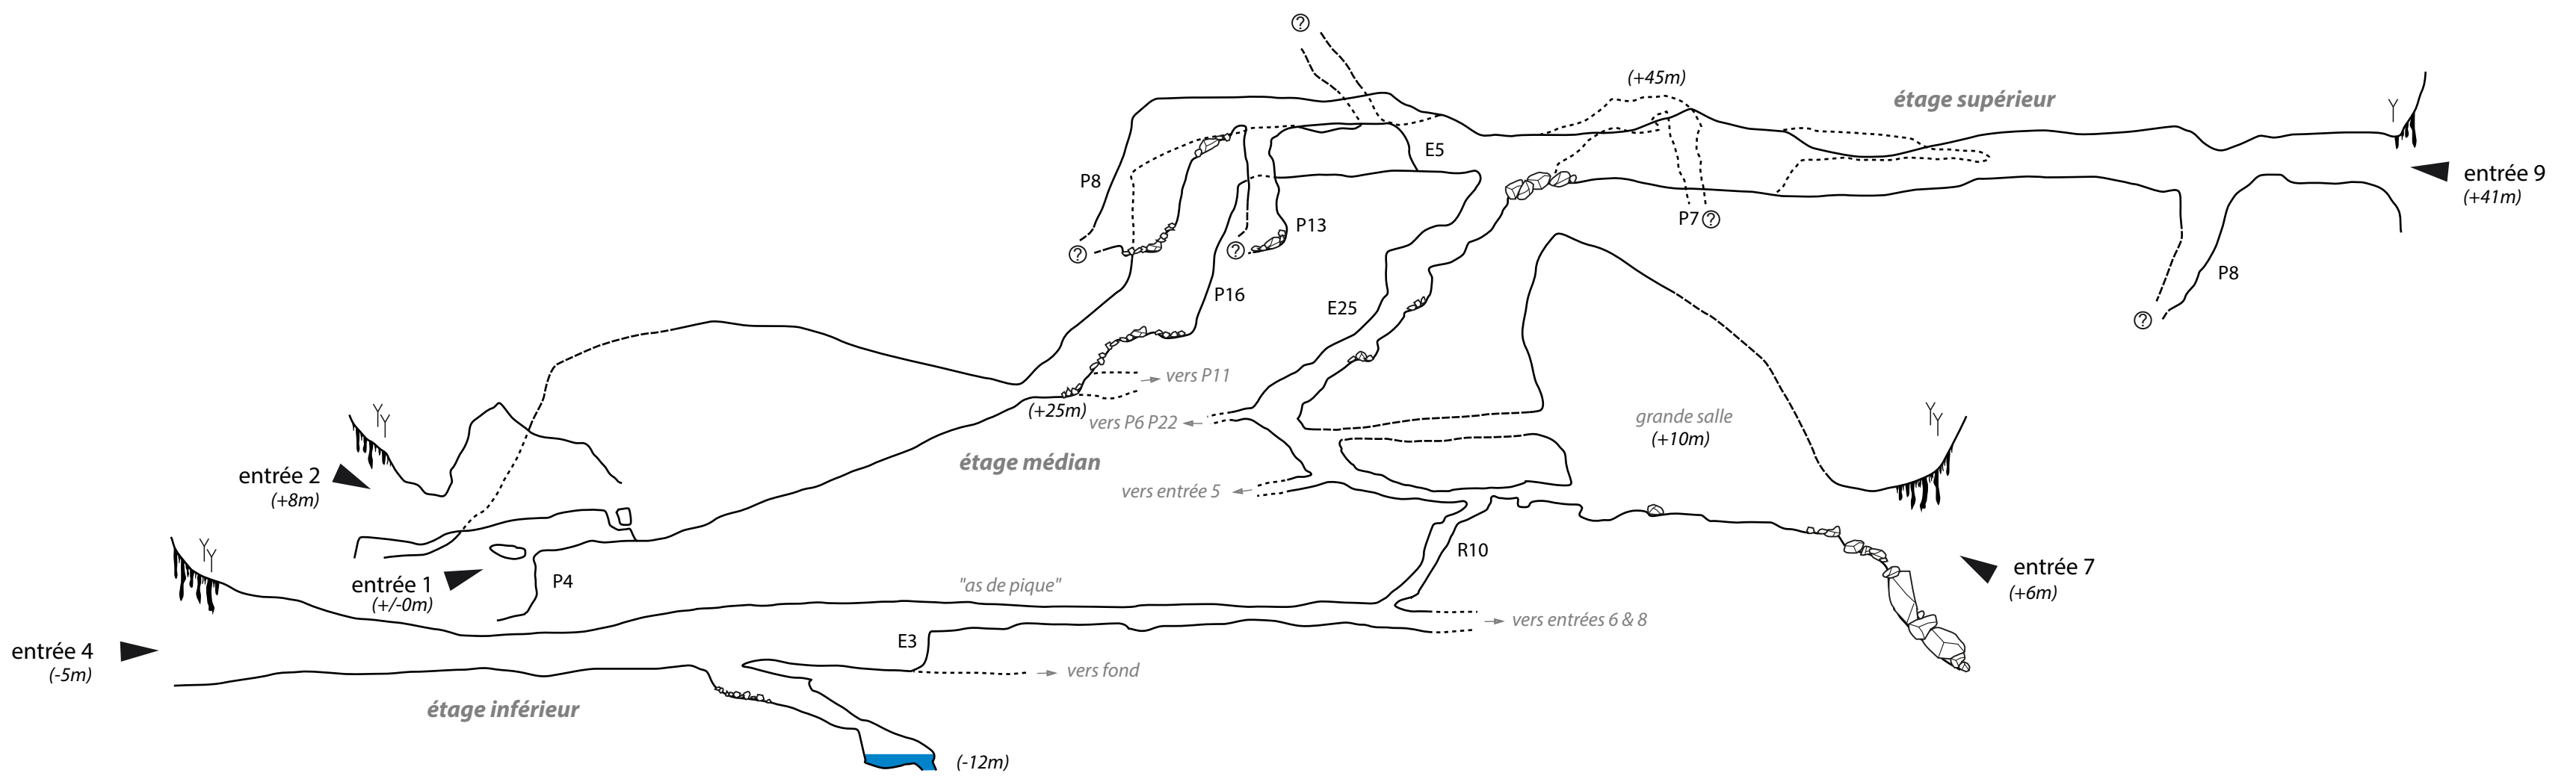 ?
(+45m)
étage supérieur
E5
P8
entrée 9
(+41m)
P13
P7 ?
?
?
P8
P16
E25
?
vers P11
(+25m)
vers P6 P22
grande salle
(+10m)
étage médian
entrée 2
(+8m)
vers entrée 5
R10
entrée 7
(+6m)
entrée 1
(+/-0m)
P4
"as de pique"
vers entrées 6 & 8
E3
entrée 4
(-5m)
vers fond
étage inférieur
(-12m)